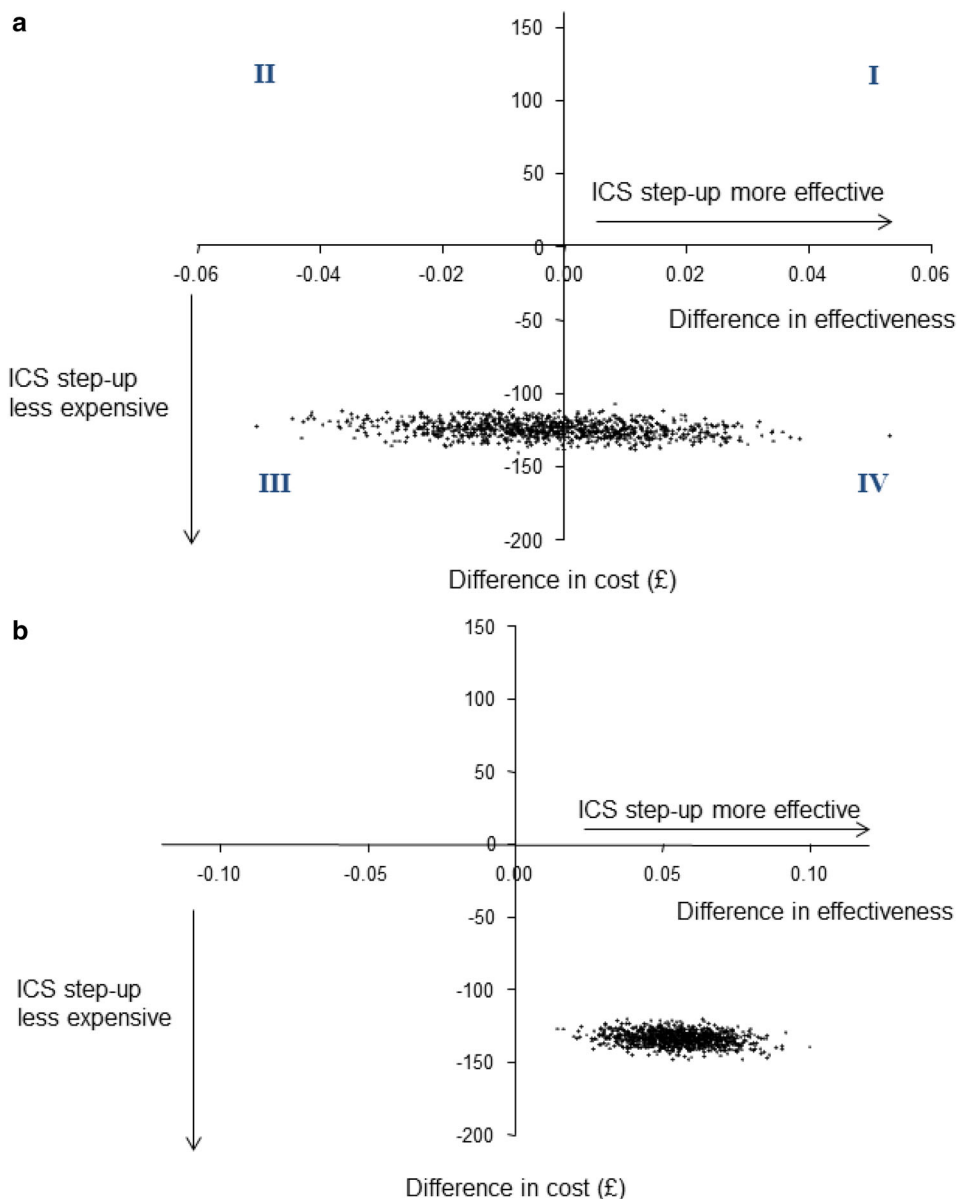 a
150
II
I
100
50
ICS step-up more effective
0
-0.06
-0.04
-0.02
0.00
0.02
0.04
0.06
-50
Difference in effectiveness
ICS step-up
less expensive
-100
-150
III
IV
-200
Difference in cost (£)
b
150
100
50
ICS step-up more effective
0
-0.10
-0.05
0.00
0.05
0.10
-50
Difference in effectiveness
ICS step-up
less expensive
-100
-150
-200
Difference in cost (£)